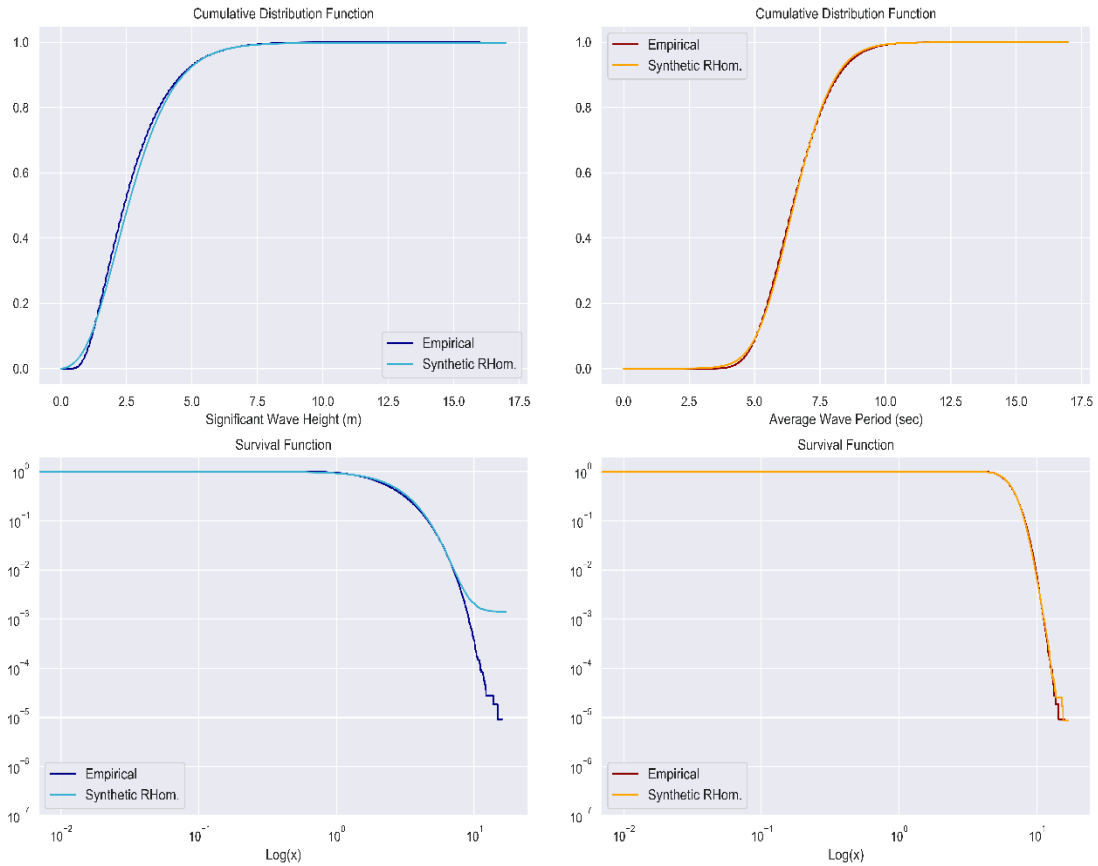 Cumulative Distribution Function
1.0
0.8
0.6
0.4
0.2
0.0
Empirical
Synthetic RHom.
0.0 2.5 5.0 7.5 10.0 12.5 15.0 17.5
Significant Wave Height (m)
Cumulative Distribution Function
Empirical
Synthetic RHom.
1.0
0.8
0.6
0.4
0.2
0.0
0.0 2.5 5.0 7.5 10.0 12.5 15.0 17.5
Average Wave Period (sec)
Survival Function
10⁰
10⁻¹
10⁻²
10⁻³
10⁻⁴
10⁻⁵
10⁻⁶
10⁻⁷
Empirical
Synthetic RHom.
10⁻² 10⁻¹ 10⁰ 10¹
Log(x)
Survival Function
10⁰
10⁻¹
10⁻²
10⁻³
10⁻⁴
10⁻⁵
10⁻⁶
10⁻⁷
Empirical
Synthetic RHom.
10⁻² 10⁻¹ 10⁰ 10¹
Log(x)